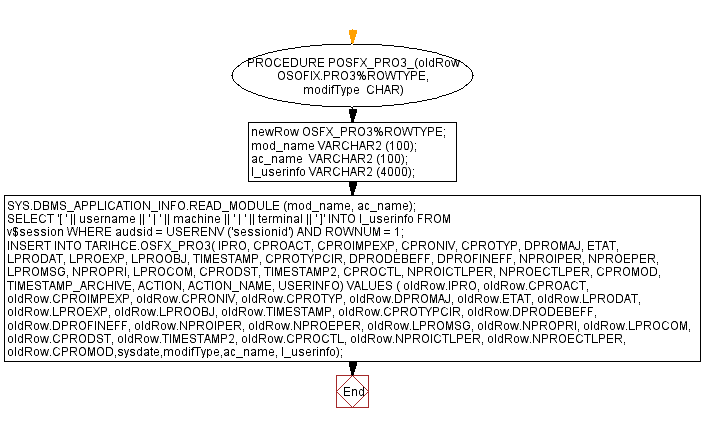 PROCEDURE POSFX_PRO3_(oldRow
OSOFIX.PRO3%ROWTYPE,
modifType CHAR)
newRow OSFX_PRO3%ROWTYPE;
mod_name VARCHAR2 (100);
ac_name VARCHAR2 (100);
l_userinfo VARCHAR2 (4000);
SYS.DBMS_APPLICATION_INFO.READ_MODULE (mod_name, ac_name);
SELECT '[ ' || username || ' | ' || machine || ' | ' || terminal || ' ]' INTO l_userinfo FROM
v$session WHERE audsid = USERENV ('sessionid') AND ROWNUM = 1;
INSERT INTO TARIHCE.OSFX_PRO3( IPRO, CPROACT, CPROIMPEXP, CPRONIV, CPROTYP, DPROMAJ, ETAT,
LPRODAT, LPROEXP, LPROOBJ, TIMESTAMP, CPROTYPCIR, DPRODEBEFF, DPROFINEFF, NPROIPER, NPROEPER,
LPROMSG, NPROPRI, LPROCOM, CPRODST, TIMESTAMP2, CPROCTL, NPROICTLPER, NPROECTLPER, CPROMOD,
TIMESTAMP_ARCHIVE, ACTION, ACTION_NAME, USERINFO) VALUES ( oldRow.IPRO, oldRow.CPROACT,
oldRow.CPROIMPEXP, oldRow.CPRONIV, oldRow.CPROTYP, oldRow.DPROMAJ, oldRow.ETAT, oldRow.LPRODAT,
oldRow.LPROEXP, oldRow.LPROOBJ, oldRow.TIMESTAMP, oldRow.CPROTYPCIR, oldRow.DPRODEBEFF,
oldRow.DPROFINEFF, oldRow.NPROIPER, oldRow.NPROEPER, oldRow.LPROMSG, oldRow.NPROPRI, oldRow.LPROCOM,
oldRow.CPRODST, oldRow.TIMESTAMP2, oldRow.CPROCTL, oldRow.NPROICTLPER, oldRow.NPROECTLPER,
oldRow.CPROMOD,sysdate,modifType,ac_name, l_userinfo);
End